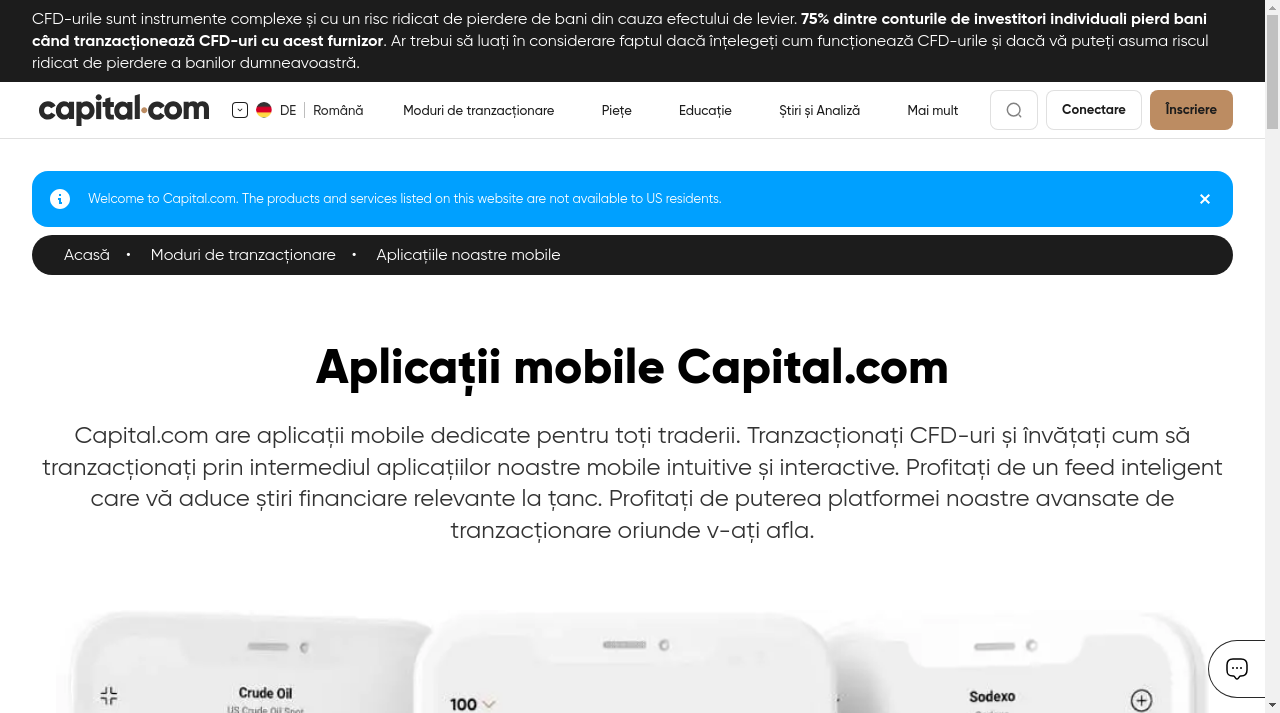 CFD-urile sunt instrumente complexe și cu un risc ridicat de pierdere de bani din cauza efectului de levier. 75% dintre conturile de investitori individuali pierd bani
când tranzacționează CFD-uri cu acest furnizor. Ar trebui să luați în considerare faptul dacă înțelegeți cum funcționează CFD-urile și dacă vă puteți asuma riscul
ridicat de pierdere a banilor dumneavoastră.
capital.com DE Română Moduri de tranzacționare Piețe Educație Știri și Analiză Mai mult Conectare Înscriere
Welcome to Capital.com. The products and services listed on this website are not available to US residents.
Acasă • Moduri de tranzacționare • Aplicațiile noastre mobile
Aplicații mobile Capital.com
Capital.com are aplicații mobile dedicate pentru toți traderii. Tranzacționați CFD-uri și învățați cum să
tranzacționați prin intermediul aplicațiilor noastre mobile intuitive și interactive. Profitați de un feed inteligent
care vă aduce știri financiare relevante la țanc. Profitați de puterea platformei noastre avansate de
tranzacționare oriunde v-ați afla.
Crude Oil
US Crude Oil Spot
100
Sodexo